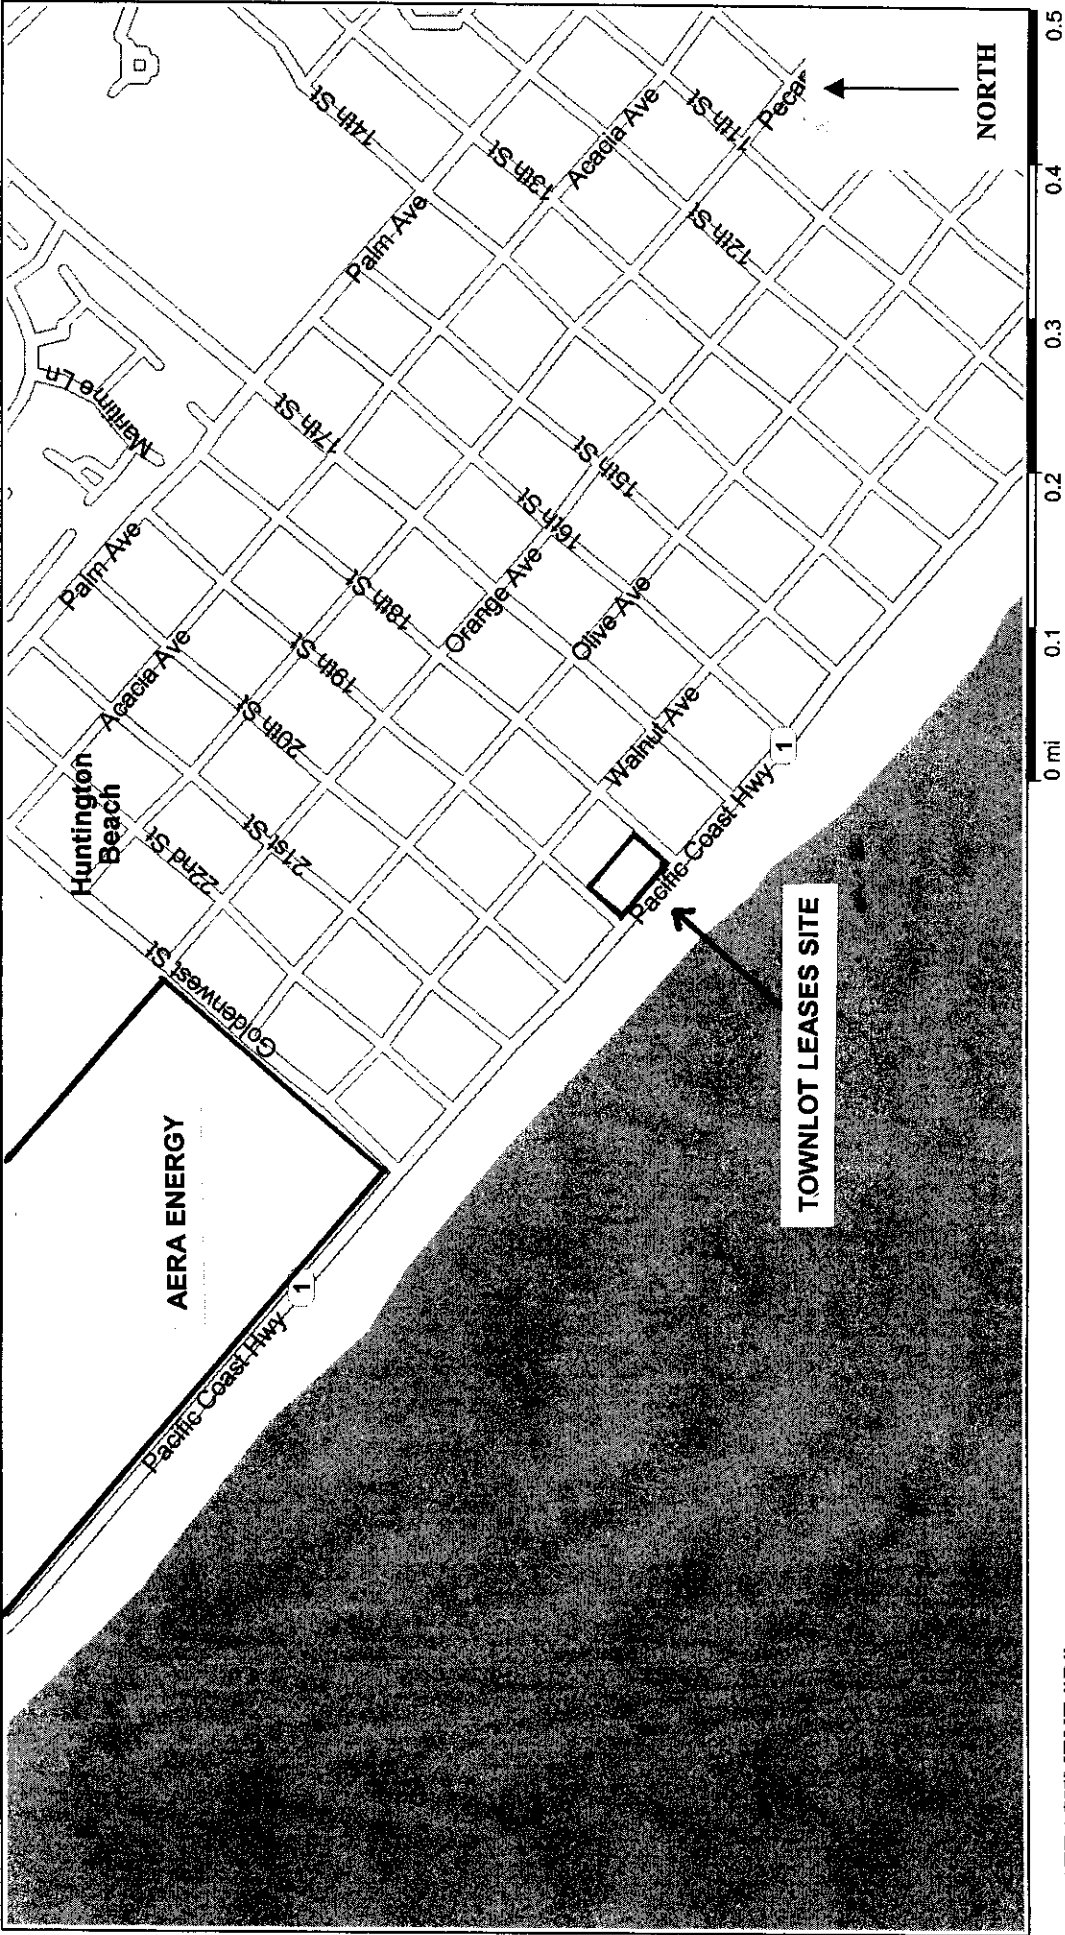 Huntington
Beach
AERA ENERGY
Pacific Coast Hwy
1
Goldenwest St
22nd St
21st St
20th St
19th St
18th St
17th St
16th St
15th St
14th St
13th St
12th St
11th St
Palm Ave
Palm Ave
Acacia Ave
Acacia Ave
Orange Ave
Olive Ave
Walnut Ave
Pecan
Maritime Ln
Pacific Coast Hwy
1
TOWNLOT LEASES SITE
NORTH
0 mi 0.1 0.2 0.3 0.4 0.5